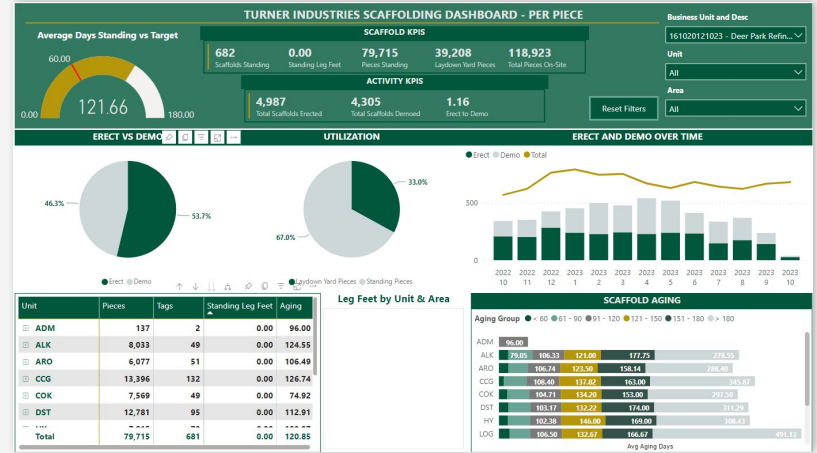 TURNER INDUSTRIES SCAFFOLDING DASHBOARD - PER PIECE
Average Days Standing vs Target
60.00
121.66
0.00
180.00
SCAFFOLD KPIS
682 0.00 79,715 39,208 118,923
Scaffolds Standing Standing Leg Feet Pieces Standing Laydown Yard Pieces Total Pieces On-Site
ACTIVITY KPIS
4,987 4,305 1.16
Total Scaffolds Erected Total Scaffolds Demoed Erect to Demo
Reset Filters
Business Unit and Desc
161020121023 - Deer Park Refin...
Unit
All
Area
All
ERECT VS DEMO
46.3%
53.7%
Erect Demo
UTILIZATION
33.0%
67.0%
Laydown Yard Pieces Standing Pieces
ERECT AND DEMO OVER TIME
Erect Demo Total
500
0
2022 2022 2022 2023 2023 2023 2023 2023 2023 2023 2023 2023 2023
10 11 12 1 2 3 4 5 6 7 8 9 10
Unit Pieces Tags Standing Leg Feet Aging
ADM 137 2 0.00 96.00
ALK 8,033 49 0.00 124.55
ARO 6,077 51 0.00 106.49
CCG 13,396 132 0.00 126.74
COK 7,569 49 0.00 74.92
DST 12,781 95 0.00 112.91
Total 79,715 681 0.00 120.85
Leg Feet by Unit & Area
SCAFFOLD AGING
Aging Group < 60 61 - 90 91 - 120 121 - 150 151 - 180 > 180
ADM 96.00
ALK 79.05 106.33 121.00 177.75 278.55
ARO 106.74 123.50 158.14 288.40
CCG 108.40 137.82 163.00 345.87
COK 104.71 134.20 153.00 297.50
DST 103.17 132.22 174.00 311.29
HY 102.38 146.00 169.00 308.43
LOG 106.50 132.67 166.67 491.13
Avg Aging Days